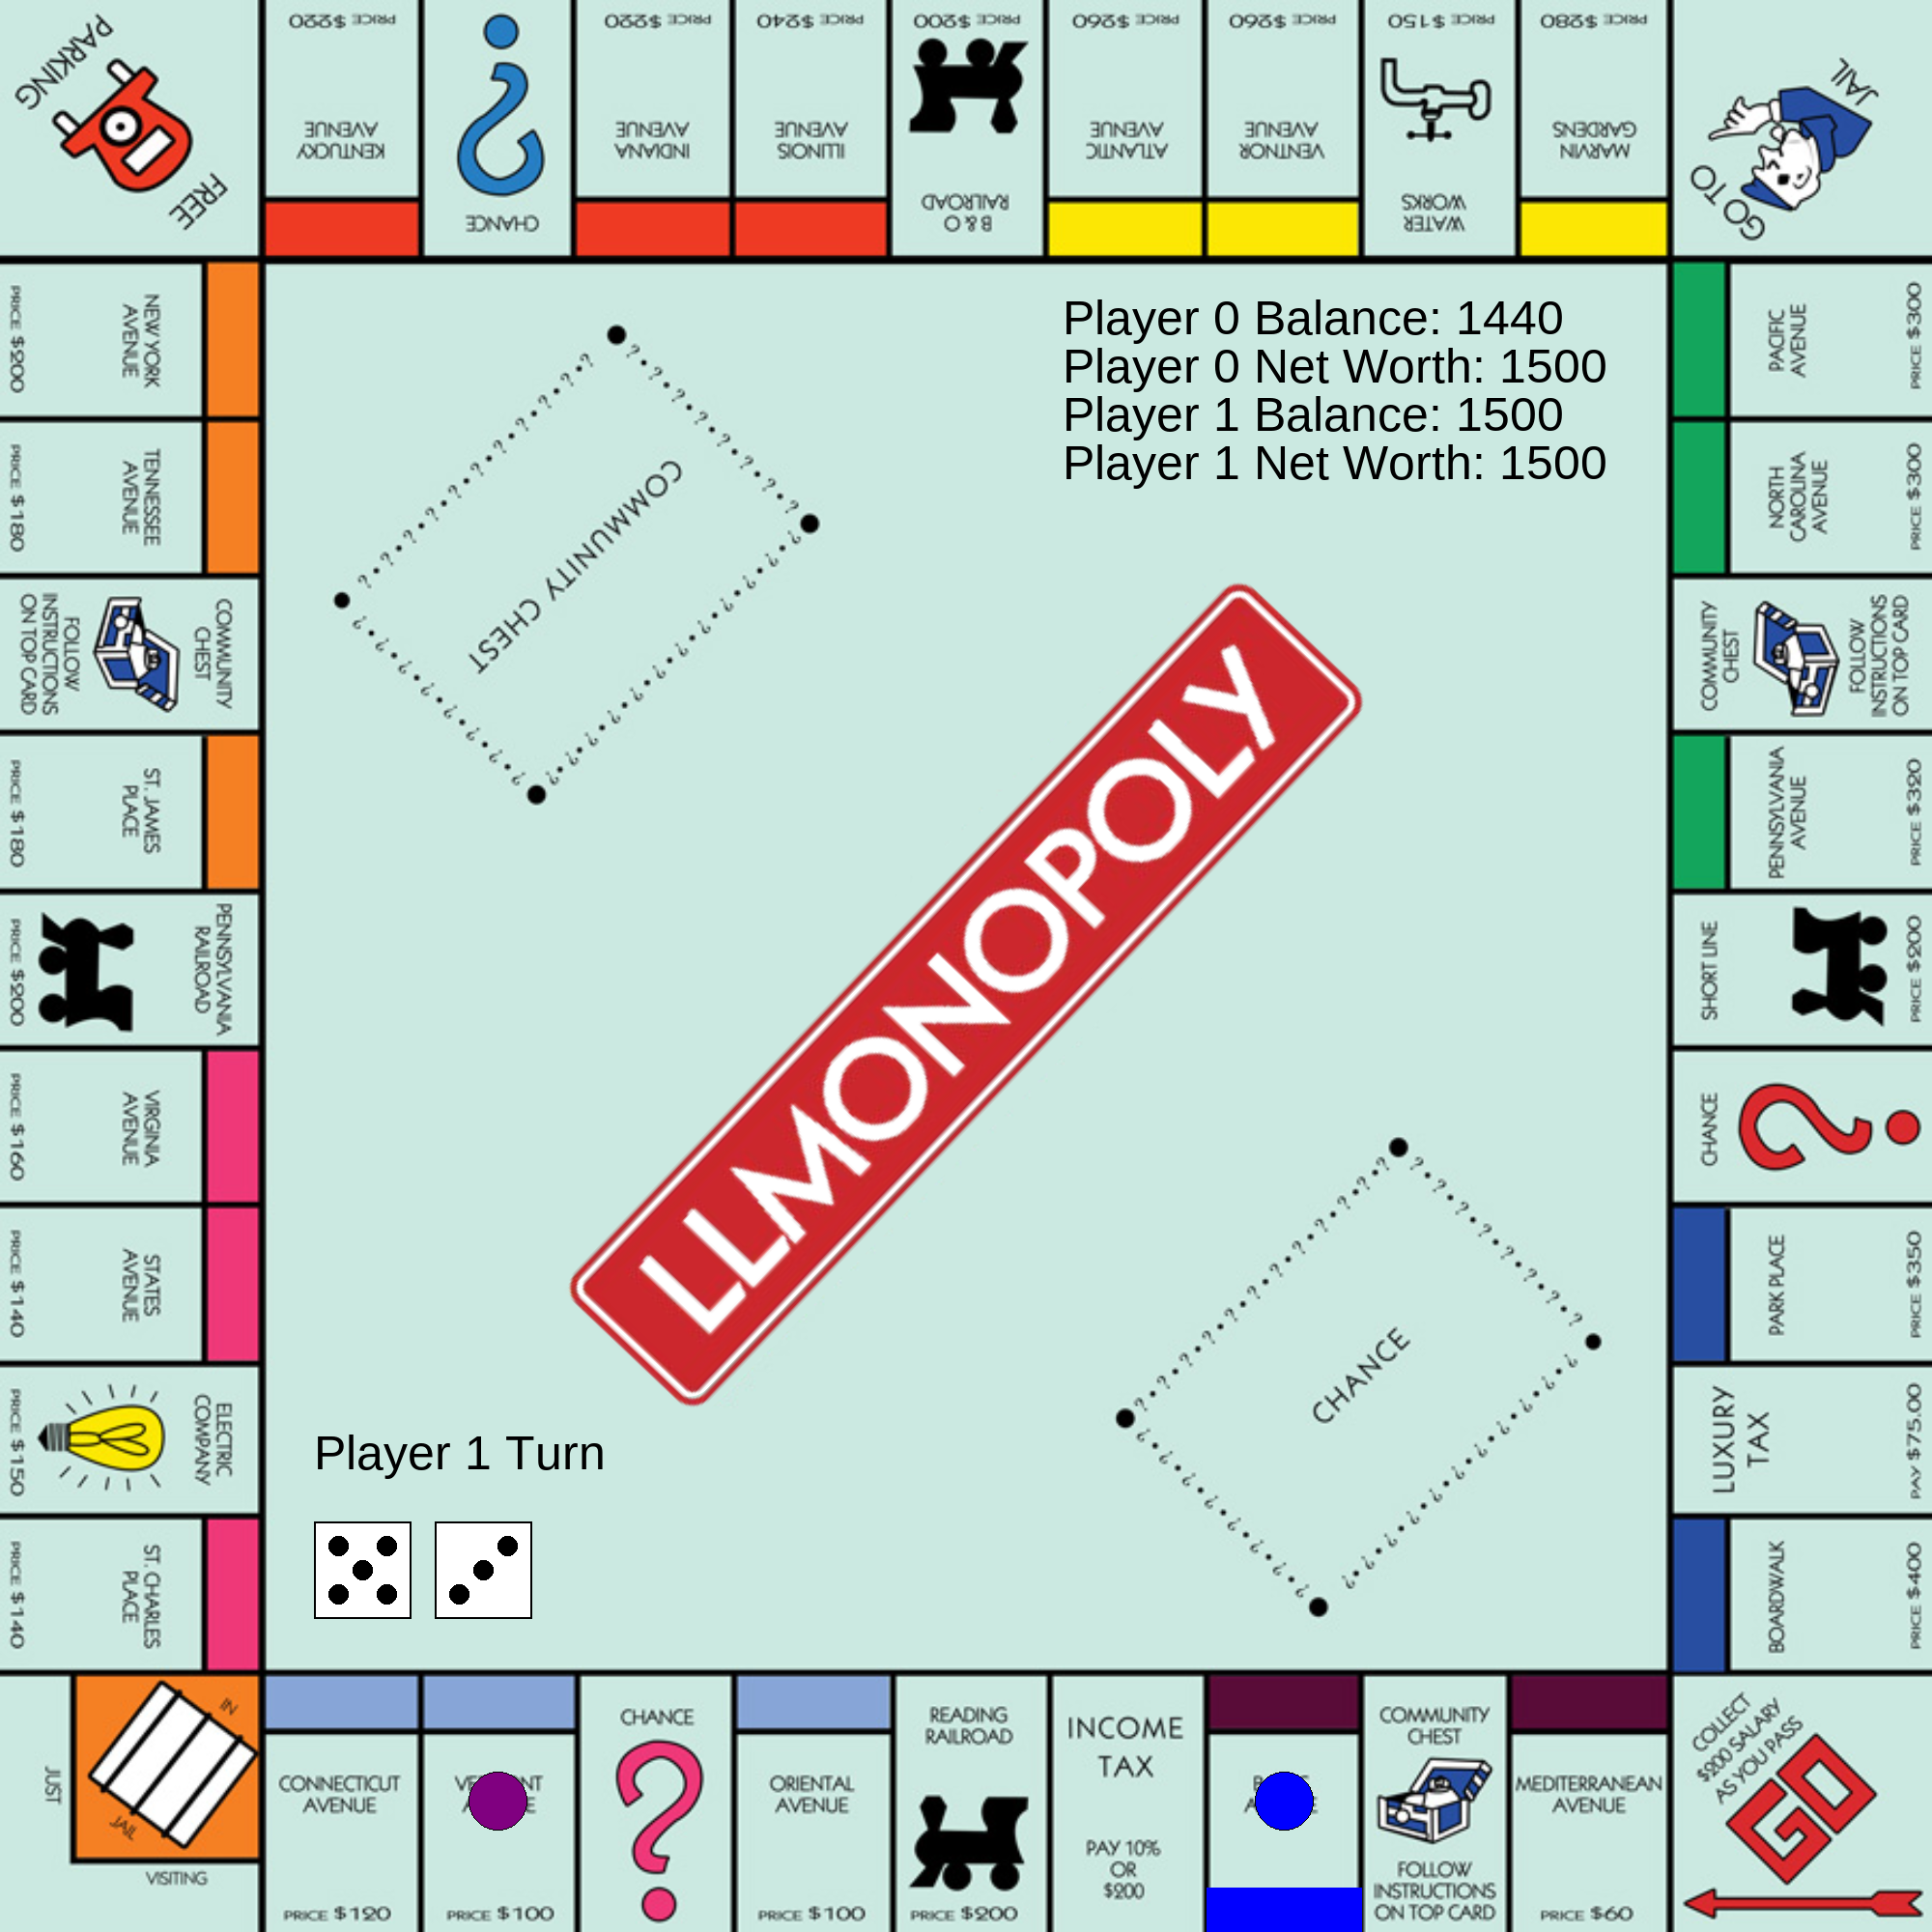 FREE
PARKING
PRICE $220
KENTUCKY
AVENUE
CHANCE
PRICE $220
INDIANA
AVENUE
PRICE $240
ILLINOIS
AVENUE
PRICE $200
B & O
RAILROAD
PRICE $260
ATLANTIC
AVENUE
PRICE $260
VENTNOR
AVENUE
PRICE $150
WATER
WORKS
PRICE $280
MARVIN
GARDENS
GO TO
JAIL
NEW YORK
AVENUE
PRICE $200
TENNESSEE
AVENUE
PRICE $180
COMMUNITY
CHEST
FOLLOW
INSTRUCTIONS
ON TOP CARD
ST. JAMES
PLACE
PRICE $180
PENNSYLVANIA
RAILROAD
PRICE $200
VIRGINIA
AVENUE
PRICE $160
STATES
AVENUE
PRICE $140
ELECTRIC
COMPANY
PRICE $150
ST. CHARLES
PLACE
PRICE $140
Player 0 Balance: 1440
Player 0 Net Worth: 1500
Player 1 Balance: 1500
Player 1 Net Worth: 1500
COMMUNITY CHEST
LLMONOPOLY
CHANCE
Player 1 Turn
PACIFIC
AVENUE
PRICE $300
NORTH
CAROLINA
AVENUE
PRICE $300
COMMUNITY
CHEST
FOLLOW
INSTRUCTIONS
ON TOP CARD
PENNSYLVANIA
AVENUE
PRICE $320
SHORT LINE
PRICE $200
CHANCE
PARK PLACE
PRICE $350
LUXURY
TAX
PAY $75.00
BOARDWALK
PRICE $400
JUST
VISITING
IN
JAIL
CONNECTICUT
AVENUE
PRICE $120
PRICE $100
CHANCE
ORIENTAL
AVENUE
PRICE $100
READING
RAILROAD
PRICE $200
INCOME
TAX
PAY 10%
OR
$200
COMMUNITY
CHEST
FOLLOW
INSTRUCTIONS
ON TOP CARD
MEDITERRANEAN
AVENUE
PRICE $60
COLLECT
$200 SALARY
AS YOU PASS
GO